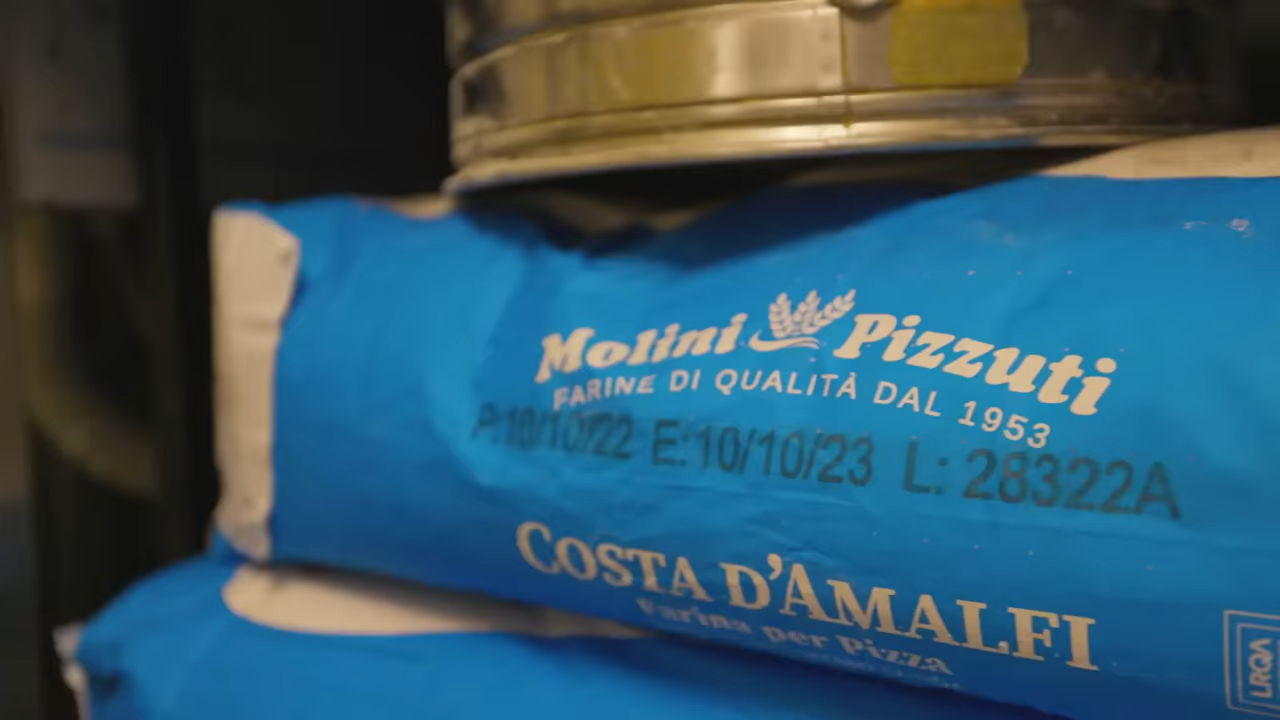 Molini Pizzuti
FARINE DI QUALITÀ DAL 1953
P:10/10/22 E:10/10/23 L: 28322A
COSTA D'AMALFI
Farina per Pizza
LRQA